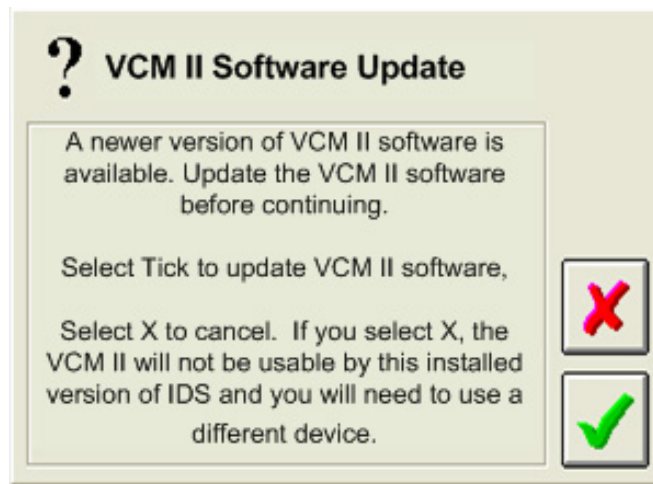 ? VCM II Software Update
A newer version of VCM II software is
available. Update the VCM II software
before continuing.
Select Tick to update VCM II software,
Select X to cancel. If you select X, the
VCM II will not be usable by this installed
version of IDS and you will need to use a
different device.